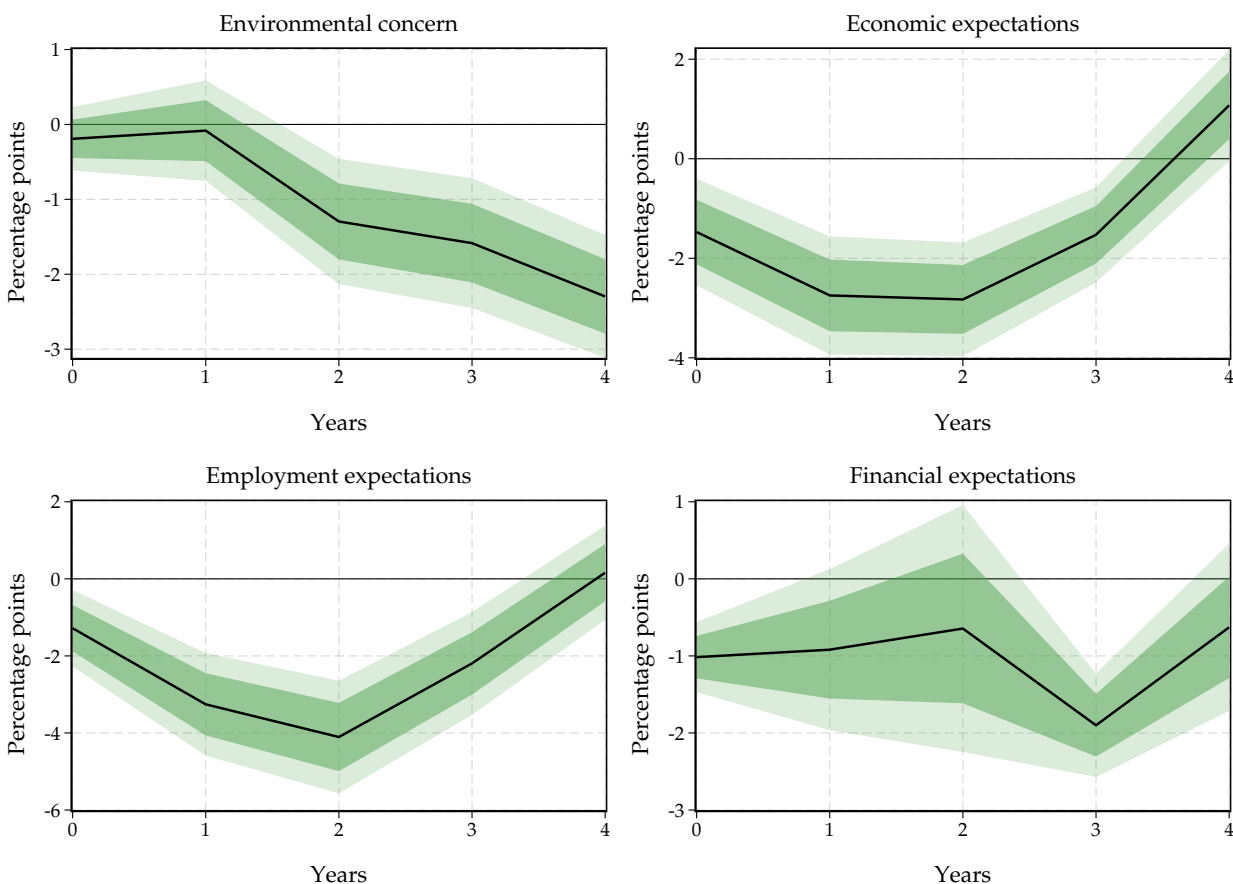 Environmental concern
Percentage points
1
0
-1
-2
-3
0 1 2 3 4
Years
Economic expectations
Percentage points
2
0
-2
-4
0 1 2 3 4
Years
Employment expectations
Percentage points
2
0
-2
-4
-6
0 1 2 3 4
Years
Financial expectations
Percentage points
1
0
-1
-2
-3
0 1 2 3 4
Years